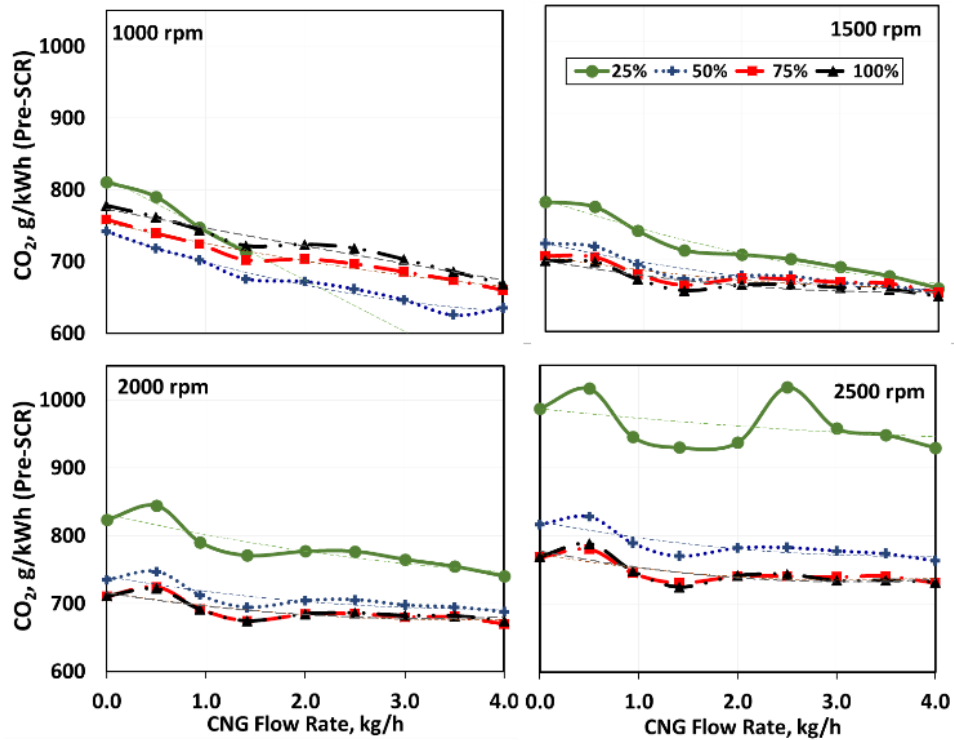 1000 rpm
1500 rpm
25% 50% 75% 100%
CO₂, g/kWh (Pre-SCR)
1000
900
800
700
600
2000 rpm
2500 rpm
CO₂, g/kWh (Pre-SCR)
1000
900
800
700
600
0.0 1.0 2.0 3.0 4.0
0.0 1.0 2.0 3.0 4.0
CNG Flow Rate, kg/h
CNG Flow Rate, kg/h